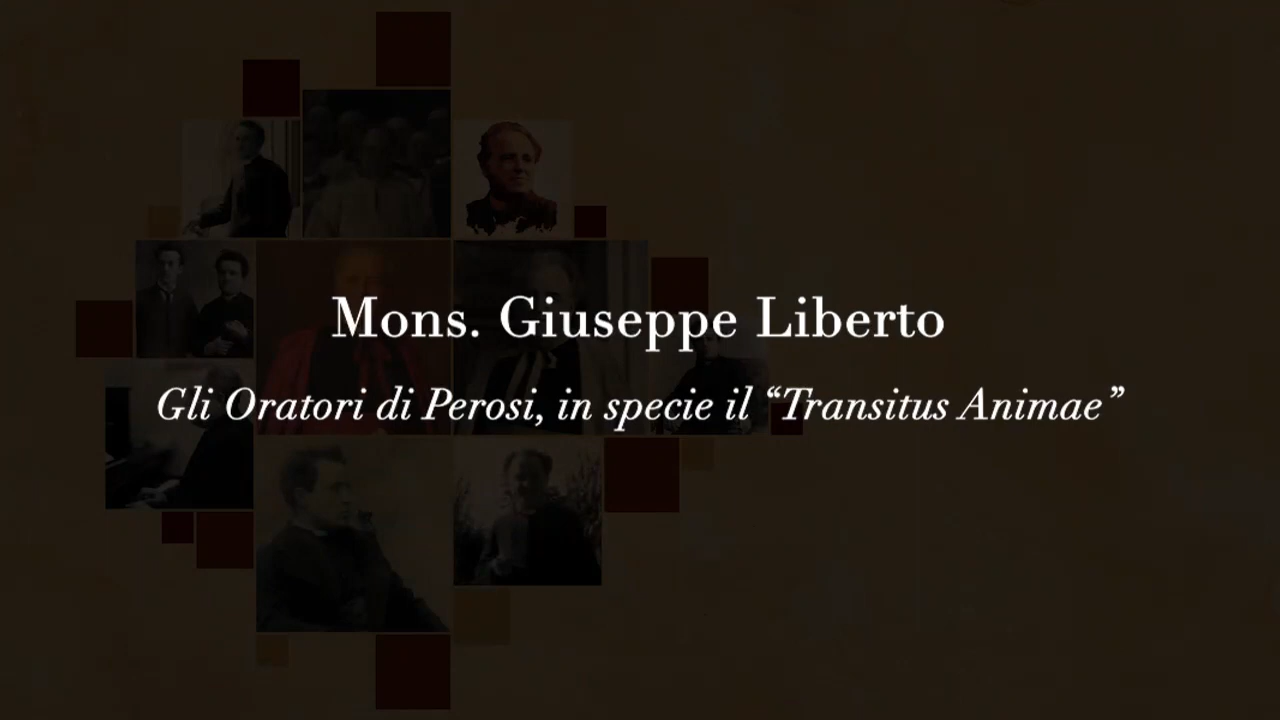 Mons. Giuseppe Liberto
Gli Oratori di Perosi, in specie il “Transitus Animae”